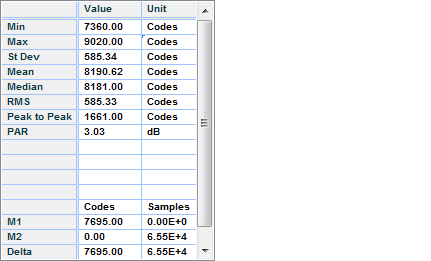 Value Unit
Min 7360.00 Codes
Max 9020.00 Codes
St Dev 585.34 Codes
Mean 8190.62 Codes
Median 8181.00 Codes
RMS 585.33 Codes
Peak to Peak 1661.00 Codes
PAR 3.03 dB
Codes Samples
M1 7695.00 0.00E+0
M2 0.00 6.55E+4
Delta 7695.00 6.55E+4